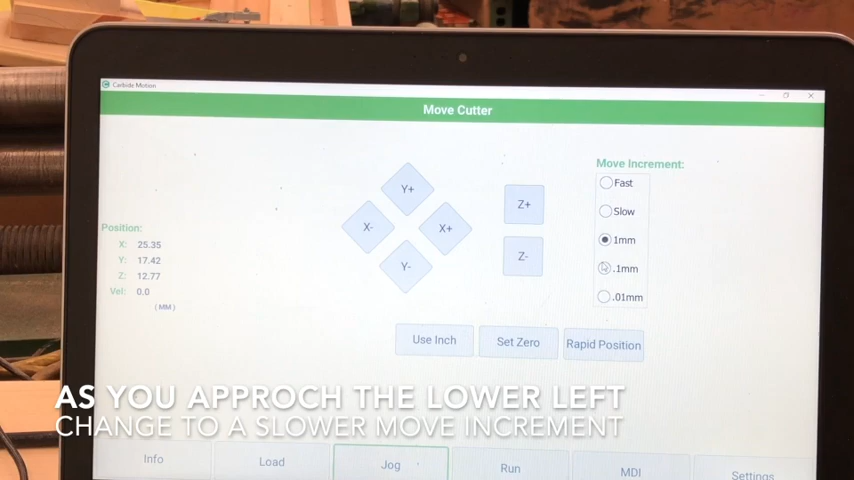 Carbide Motion
Move Cutter
Move Increment:
Fast
Slow
1mm
.1mm
.01mm
Y+
X-
X+
Y-
Z+
Z-
Position:
X: 25.35
Y: 17.42
Z: 12.77
Vel: 0.0
(MM)
Use Inch
Set Zero
Rapid Position
AS YOU APPROCH THE LOWER LEFT
CHANGE TO A SLOWER MOVE INCREMENT
Info
Load
Jog
Run
MDI
Settings